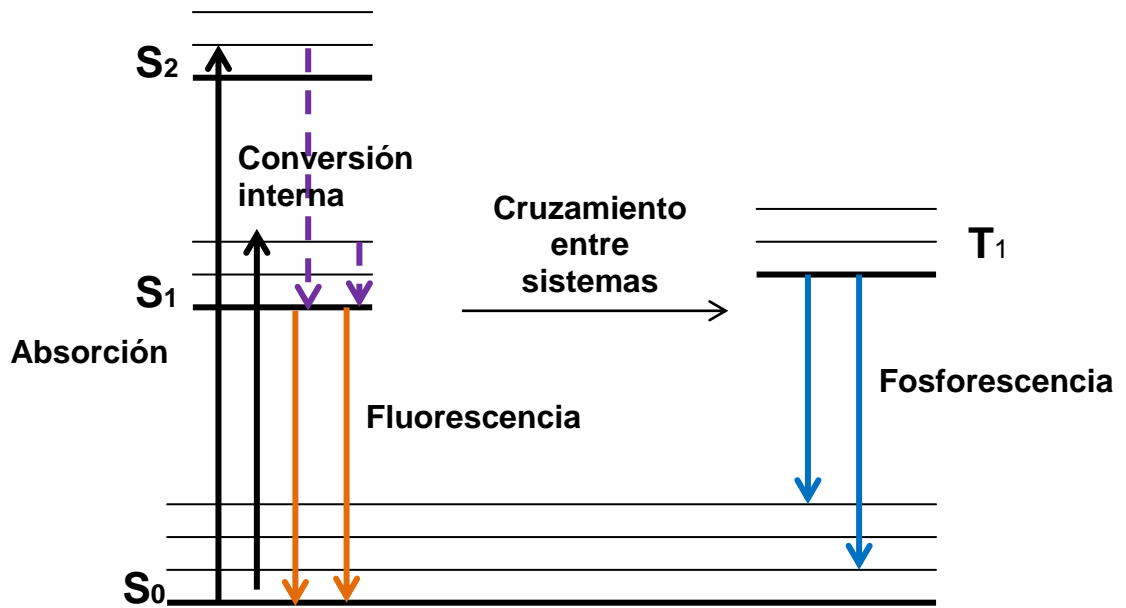 S2
Conversión
interna
Cruzamiento
entre
sistemas
T1
S1
Absorción
Fluorescencia
Fosforescencia
S0